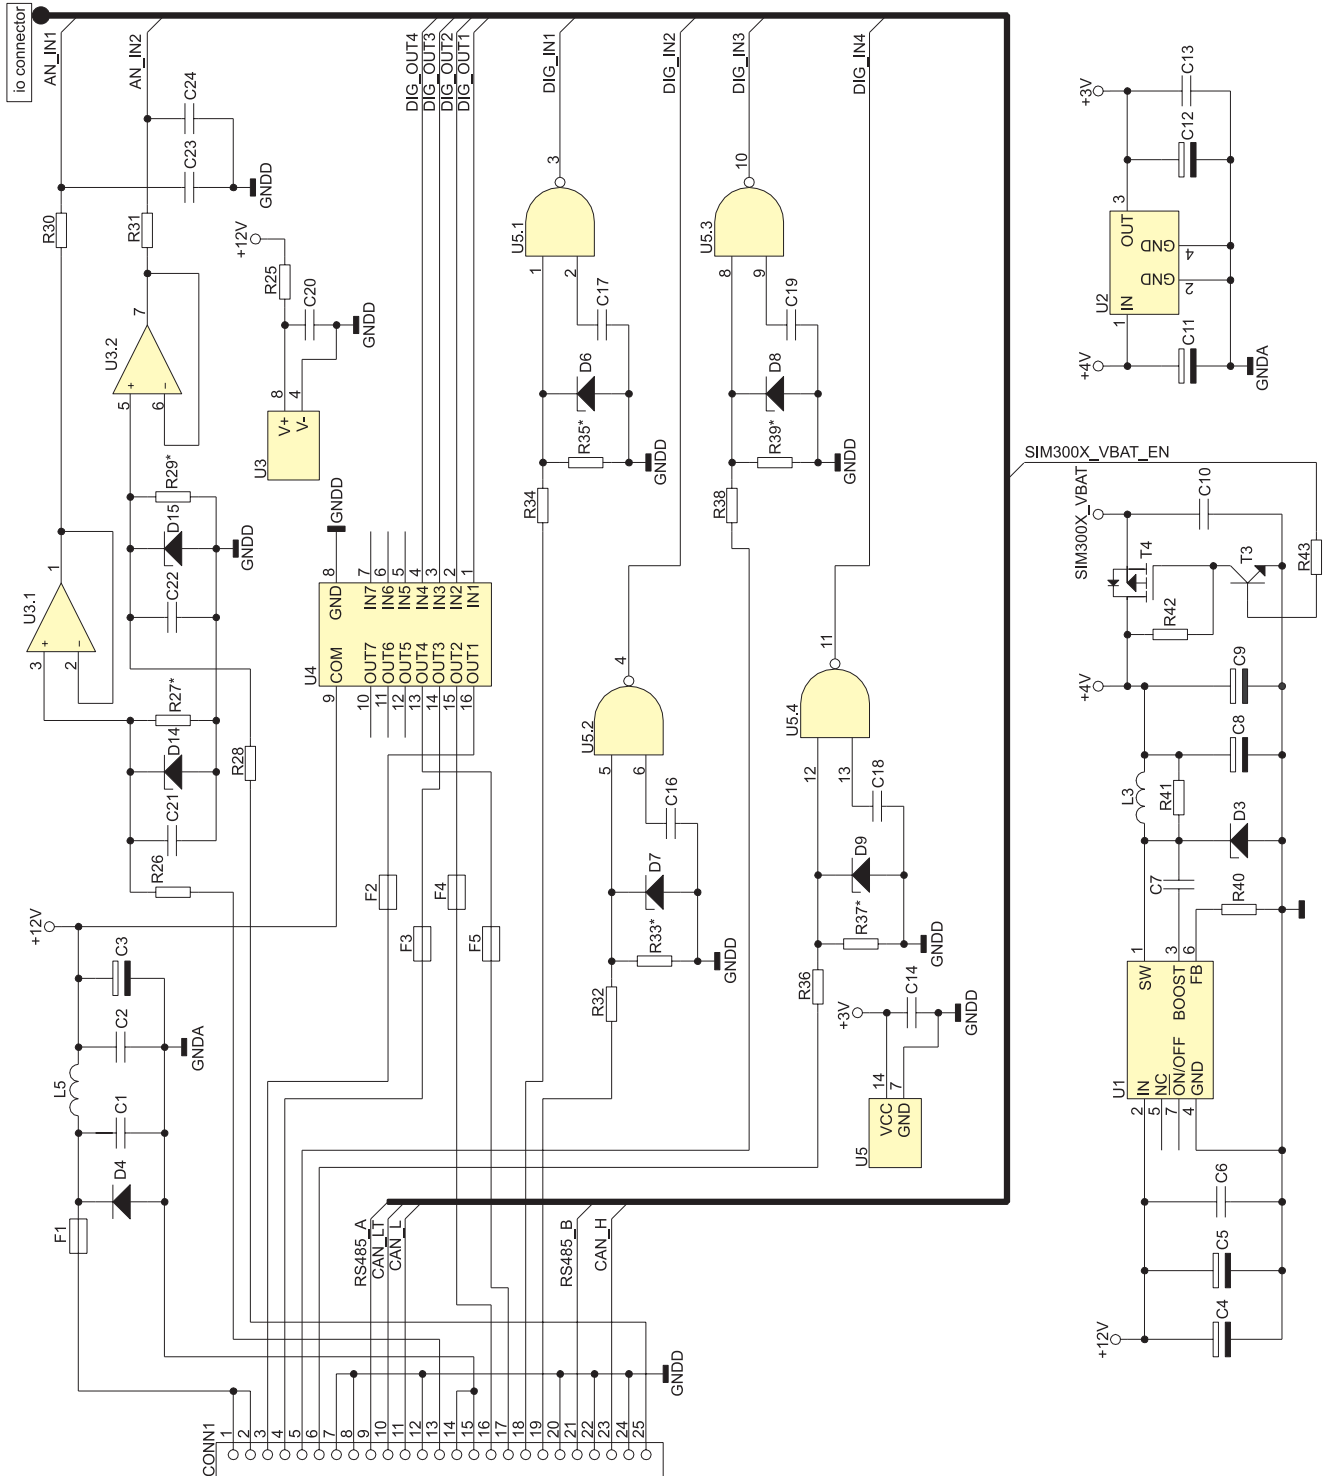 io connector
AN_IN1
AN_IN2
DIG_OUT4
DIG_OUT3
DIG_OUT2
DIG_OUT1
DIG_IN1
DIG_IN2
DIG_IN3
DIG_IN4
C24
C23
GNDD
R30
R31
+12V
R25
C20
GNDD
U3
V+
V-
8
4
U3.2
+
-
5
6
7
R29*
D15
C22
GNDD
U3.1
+
-
3
2
1
R27*
D14
C21
R26
R28
U4
GND
COM
IN7
IN6
IN5
IN4
IN3
IN2
IN1
OUT7
OUT6
OUT5
OUT4
OUT3
OUT2
OUT1
8
7
6
5
4
3
2
1
9
10
11
12
13
14
15
16
GNDD
U5.1
1
2
3
C17
D6
R35*
GNDD
R34
U5.3
8
9
10
C19
D8
R39*
GNDD
R38
U5.2
5
6
4
C16
D7
R33*
GNDD
R32
U5.4
12
13
11
C18
D9
R37*
GNDD
R36
+3V
C14
GNDD
U5
VCC
GND
14
7
F2
F3
F4
F5
+12V
C3
C2
GNDA
L5
C1
D4
F1
RS485_A
CAN_LT
CAN_L
RS485_B
CAN_H
GNDD
CONN1
1
2
3
4
5
6
7
8
9
10
11
12
13
14
15
16
17
18
19
20
21
22
23
24
25
+3V
C13
C12
U2
IN
OUT
GND
GND
1
3
2
4
+4V
C11
GNDA
SIM300X_VBAT_EN
SIM300X_VBAT
C10
T4
T3
R43
R42
+4V
C9
C8
L3
R41
D3
C7
R40
U1
SW
BOOST
FB
IN
NC
ON/OFF
GND
1
3
6
2
5
7
4
C6
C5
C4
+12V